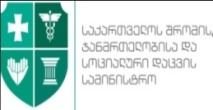 საქართველოს შრომის,
ჯანმრთელობისა და
სოციალური დაცვის
სამინისტრო